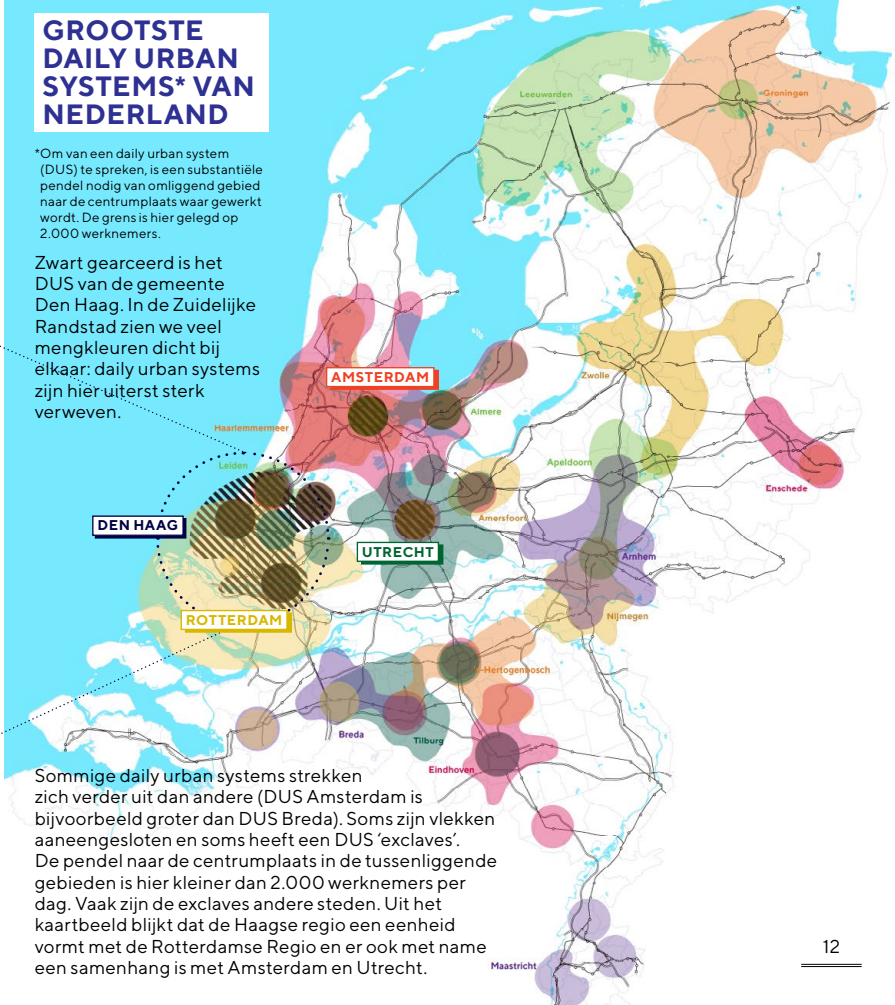 GROOTSTE
DAILY URBAN
SYSTEMS* VAN
NEDERLAND
*Om van een daily urban system
(DUS) te spreken, is een substantiële
pendel nodig van omliggend gebied
naar de centrumplaats waar gewerkt
wordt. De grens is hier gelegd op
2.000 werknemers.
Zwart gearceerd is het
DUS van de gemeente
Den Haag. In de Zuidelijke
Randstad zien we veel
mengkleuren dicht bij
elkaar: daily urban systems
zijn hier uiterst sterk
verweven.
Leeuwarden
Groningen
Zwolle
AMSTERDAM
Almere
Haarlemmermeer
Leiden
Apeldoorn
Enschede
Amersfoort
DEN HAAG
UTRECHT
Arnhem
ROTTERDAM
Nijmegen
-Hertogenbosch
Breda
Tilburg
Eindhoven
Sommige daily urban systems strekken
zich verder uit dan andere (DUS Amsterdam is
bijvoorbeeld groter dan DUS Breda). Soms zijn vlekken
aaneengesloten en soms heeft een DUS ‘exclaves’.
De pendel naar de centrumplaats in de tussenliggende
gebieden is hier kleiner dan 2.000 werknemers per
dag. Vaak zijn de exclaves andere steden. Uit het
kaartbeeld blijkt dat de Haagse regio een eenheid
vormt met de Rotterdamse Regio en er ook met name
een samenhang is met Amsterdam en Utrecht.
Maastricht
12